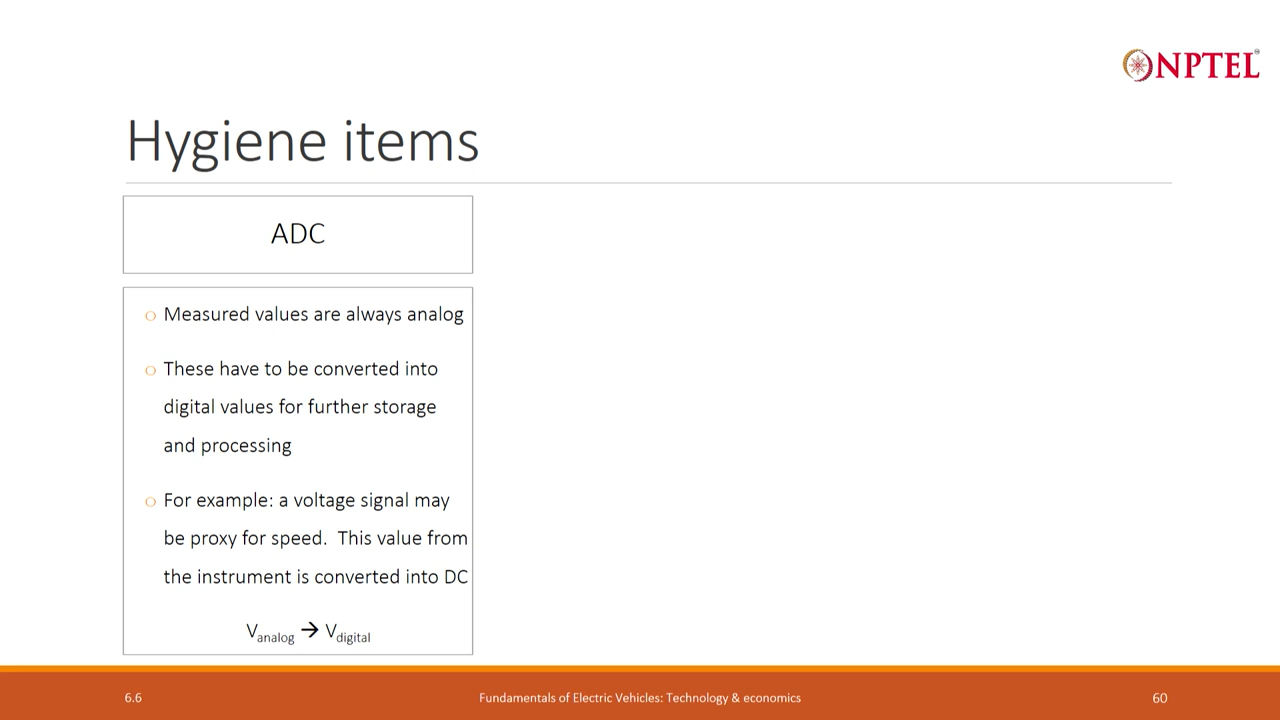 NPTEL
Hygiene items
ADC
o Measured values are always analog
o These have to be converted into
digital values for further storage
and processing
o For example: a voltage signal may
be proxy for speed. This value from
the instrument is converted into DC
Vanalog → Vdigital
6.6 Fundamentals of Electric Vehicles: Technology & economics 60